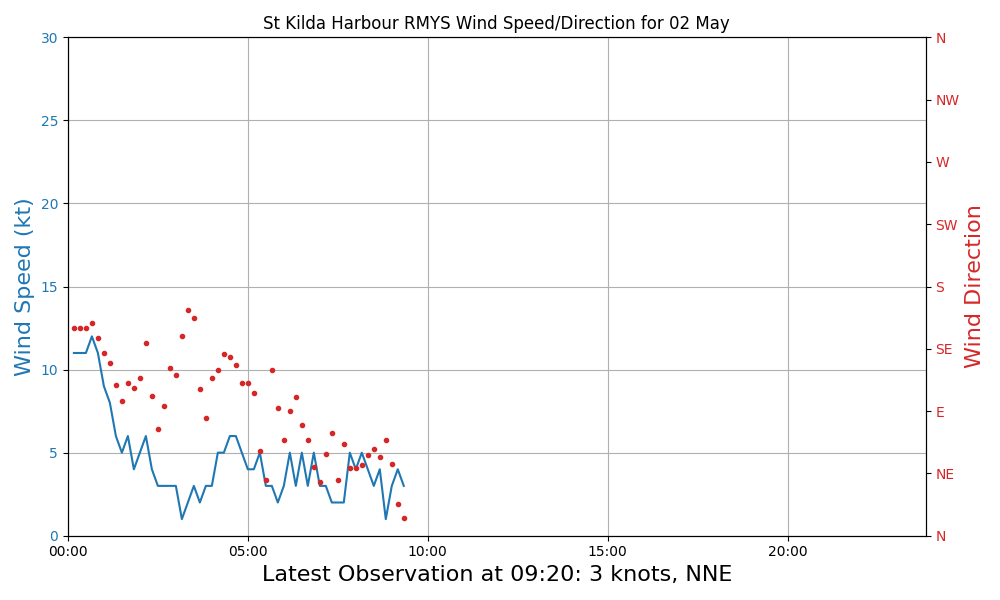 St Kilda Harbour RMYS Wind Speed/Direction for 02 May
Wind Speed (kt)
30
25
20
15
10
5
0
00:00
05:00
10:00
15:00
20:00
N
NW
W
SW
S
SE
E
NE
N
Wind Direction
Latest Observation at 09:20: 3 knots, NNE